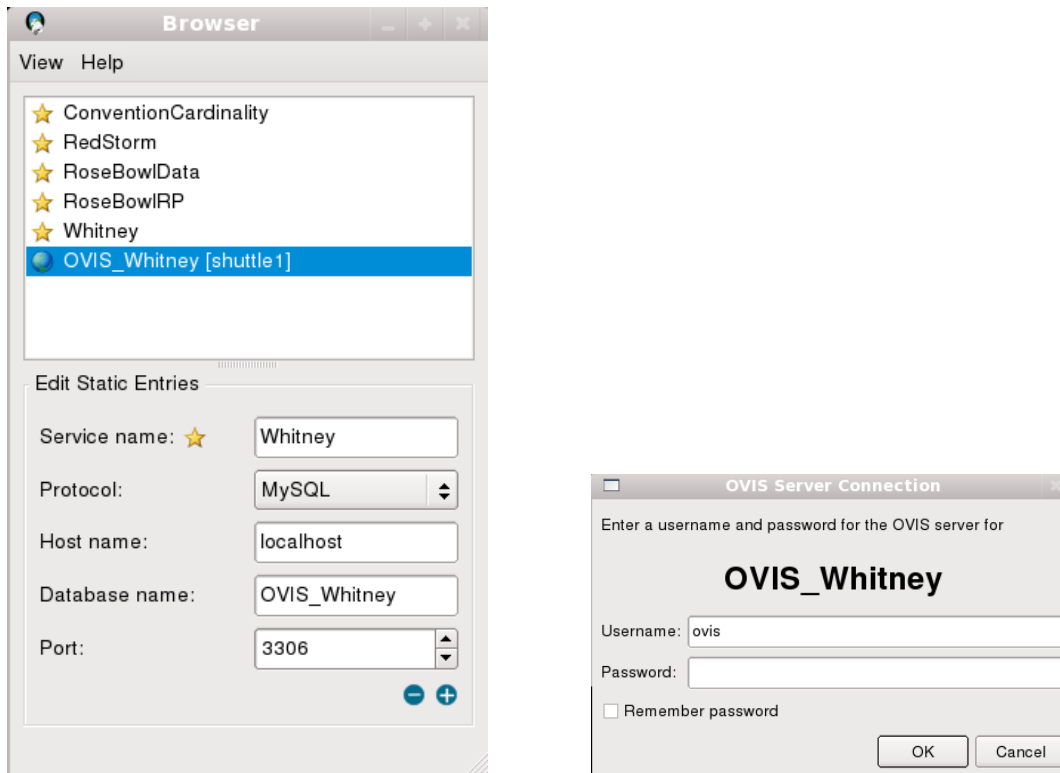 Browser
View Help
ConventionCardinality
RedStorm
RoseBowlData
RoseBowlRP
Whitney
OVIS_Whitney [shuttle1]
Edit Static Entries
Service name: Whitney
Protocol: MySQL
Host name: localhost
Database name: OVIS_Whitney
Port: 3306
OVIS Server Connection
Enter a username and password for the OVIS server for
OVIS_Whitney
Username: ovis
Password:
Remember password
OK Cancel